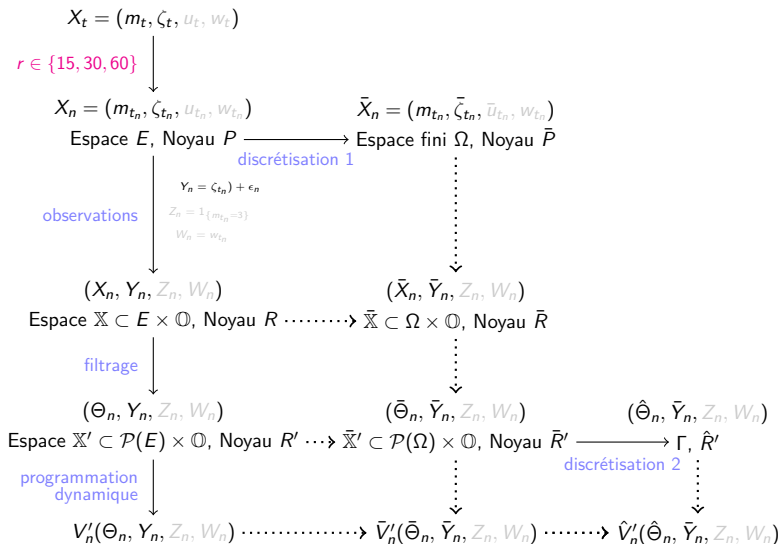 X_t = (m_t, ζ_t, u_t, w_t)
r ∈ {15, 30, 60}
X_n = (m_{t_n}, ζ_{t_n}, u_{t_n}, w_{t_n})
X̄_n = (m_{t_n}, ζ̄_{t_n}, ū_{t_n}, w_{t_n})
Espace E, Noyau P
Espace fini Ω, Noyau P̄
discrétisation 1
Y_n = ζ_{t_n}) + ϵ_n
observations
Z_n = 1_{{m_{t_n}=3}}
W_n = w_{t_n}
(X_n, Y_n, Z_n, W_n)
(X̄_n, Ȳ_n, Z_n, W_n)
Espace 𝕏 ⊂ E × 𝕆, Noyau R
𝕏̄ ⊂ Ω × 𝕆, Noyau R̄
filtrage
(Θ_n, Y_n, Z_n, W_n)
(Θ̄_n, Ȳ_n, Z_n, W_n)
(Θ̂_n, Ȳ_n, Z_n, W_n)
Espace 𝕏′ ⊂ 𝒫(E) × 𝕆, Noyau R′
𝕏̄′ ⊂ 𝒫(Ω) × 𝕆, Noyau R̄′
Γ, R̂′
discrétisation 2
programmation
dynamique
V′_n(Θ_n, Y_n, Z_n, W_n)
V̄′_n(Θ̄_n, Ȳ_n, Z_n, W_n)
V̂′_n(Θ̂_n, Ȳ_n, Z_n, W_n)